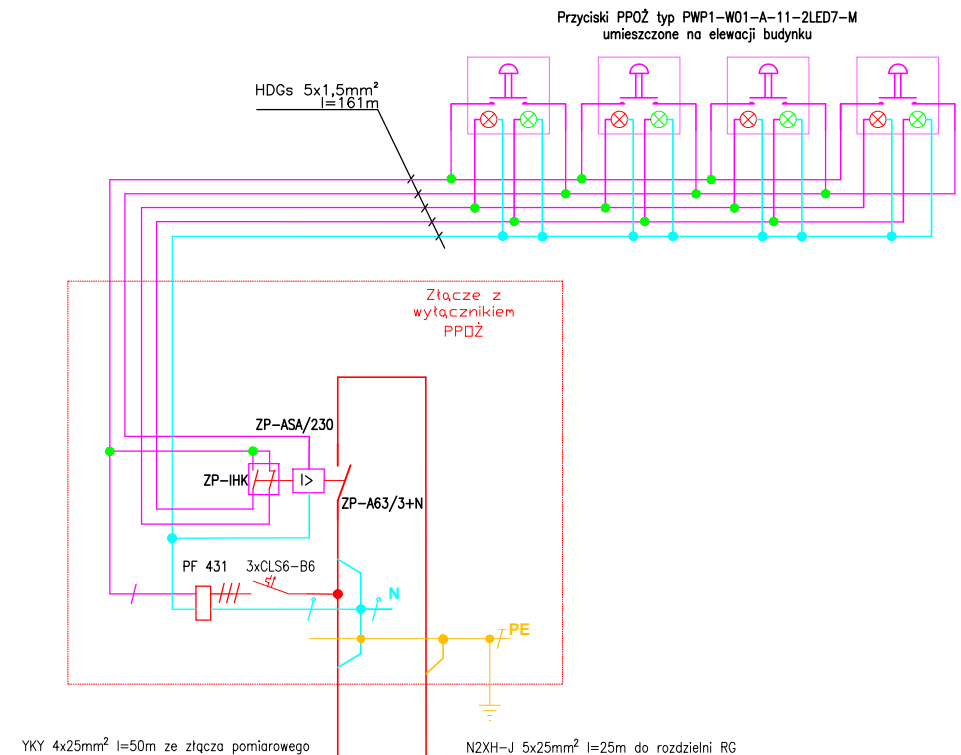 Przyciski PPOŻ typ PWP1-W01-A-11-2LED7-M
umieszczone na elewacji budynku
HDGs 5x1,5mm²
l=161m
Złącze z
wyłącznikiem
PPOŻ
ZP-ASA/230
ZP-IHK
I>
ZP-A63/3+N
PF 431
3xCLS6-B6
N
PE
YKY 4x25mm² l=50m ze złącza pomiarowego
N2XH-J 5x25mm² l=25m do rozdzielni RG